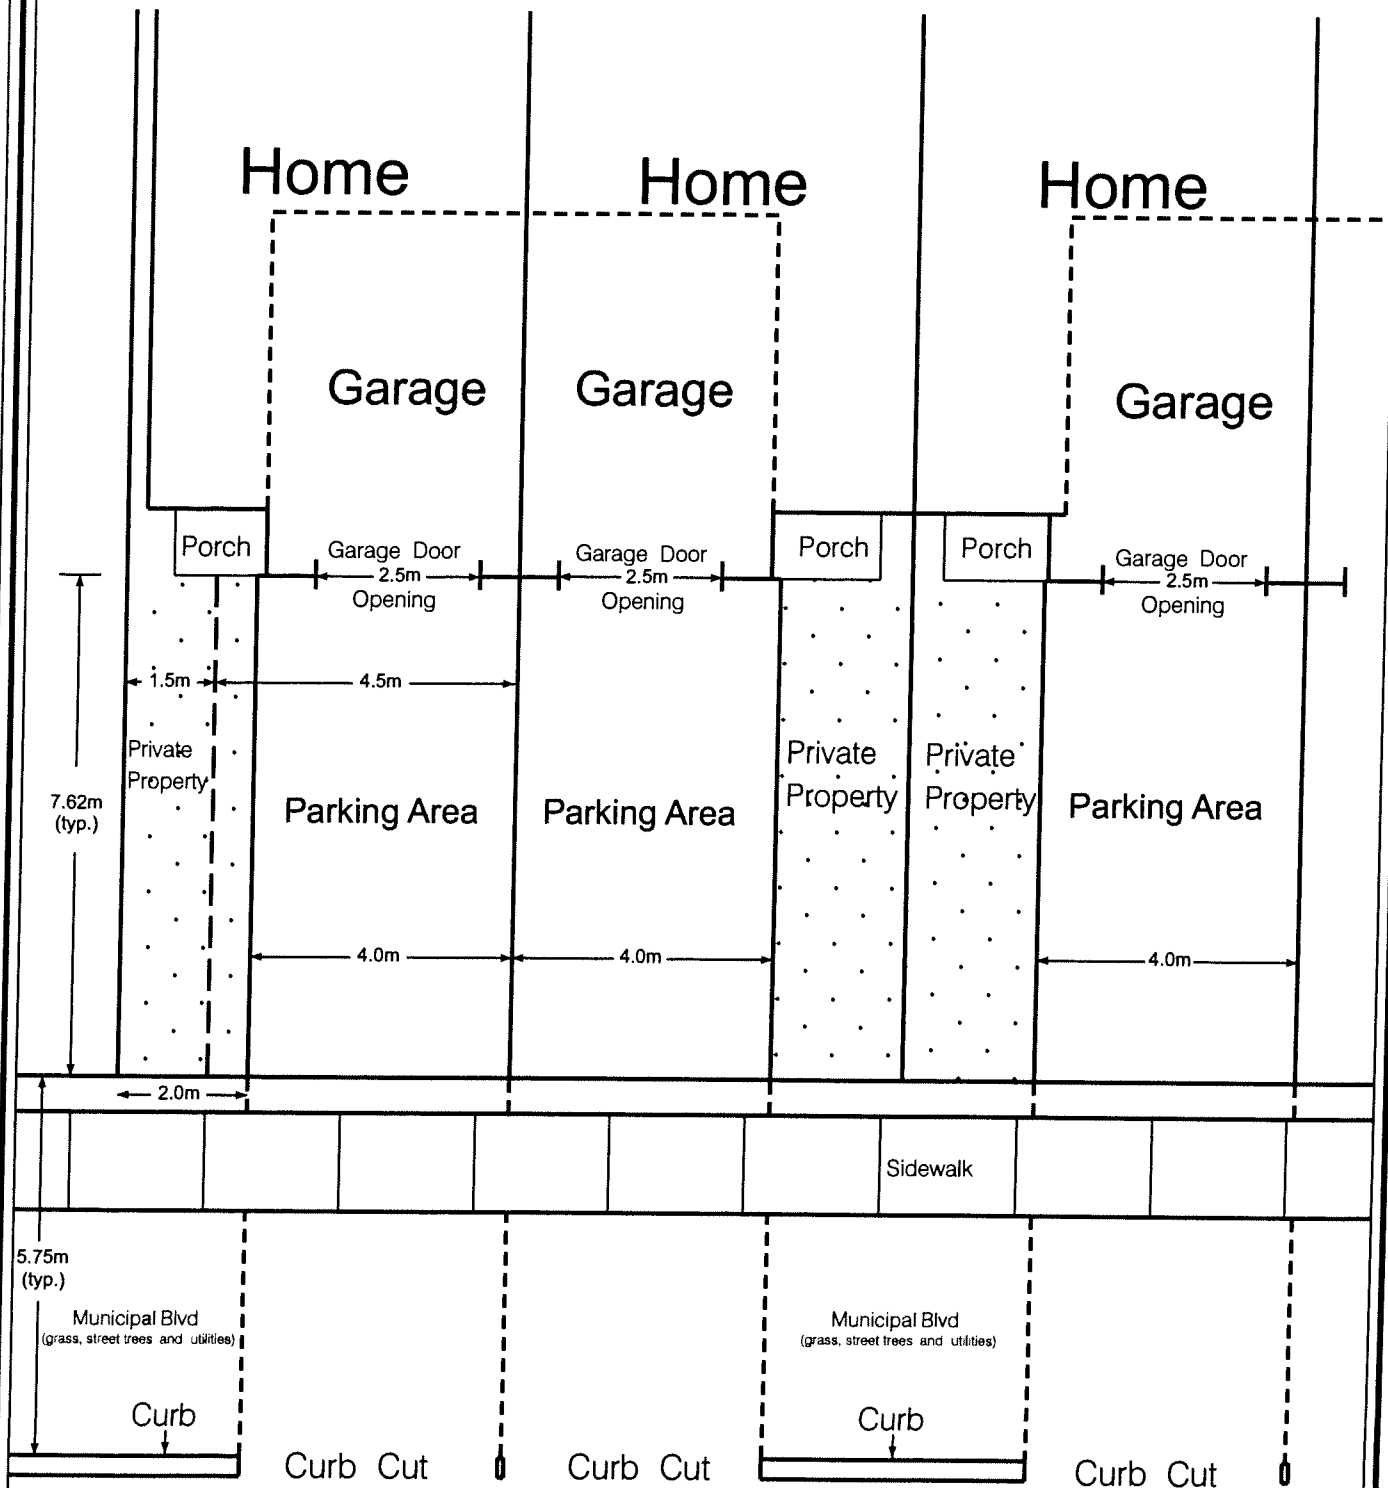 Home
Home
Home
Garage
Garage
Garage
Porch
Garage Door
2.5m
Opening
Garage Door
2.5m
Opening
Porch
Porch
Garage Door
2.5m
Opening
1.5m
4.5m
Private
Property
Private
Property
Private
Property
7.62m
(typ.)
Parking Area
Parking Area
Parking Area
4.0m
4.0m
4.0m
2.0m
Sidewalk
5.75m
(typ.)
Municipal Blvd
(grass, street trees and utilities)
Municipal Blvd
(grass, street trees and utilities)
Curb
Curb
Curb Cut
Curb Cut
Curb Cut